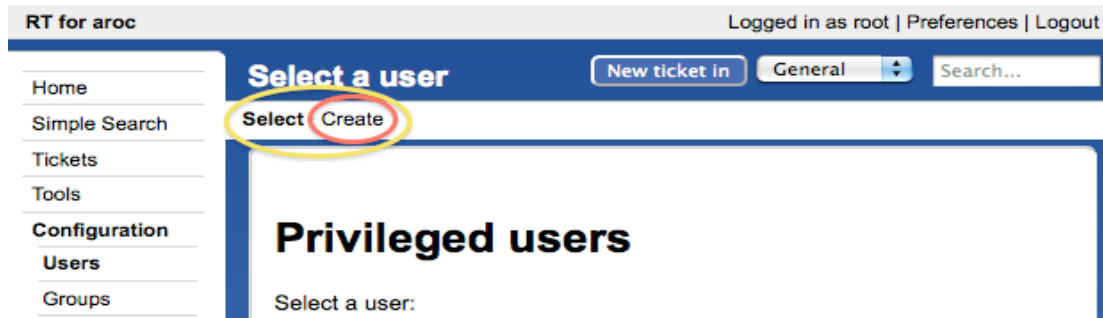 RT for aroc
Logged in as root | Preferences | Logout
Home
Simple Search
Tickets
Tools
Configuration
Users
Groups
Select a user
New ticket in
General
Search...
Select Create
Privileged users
Select a user: